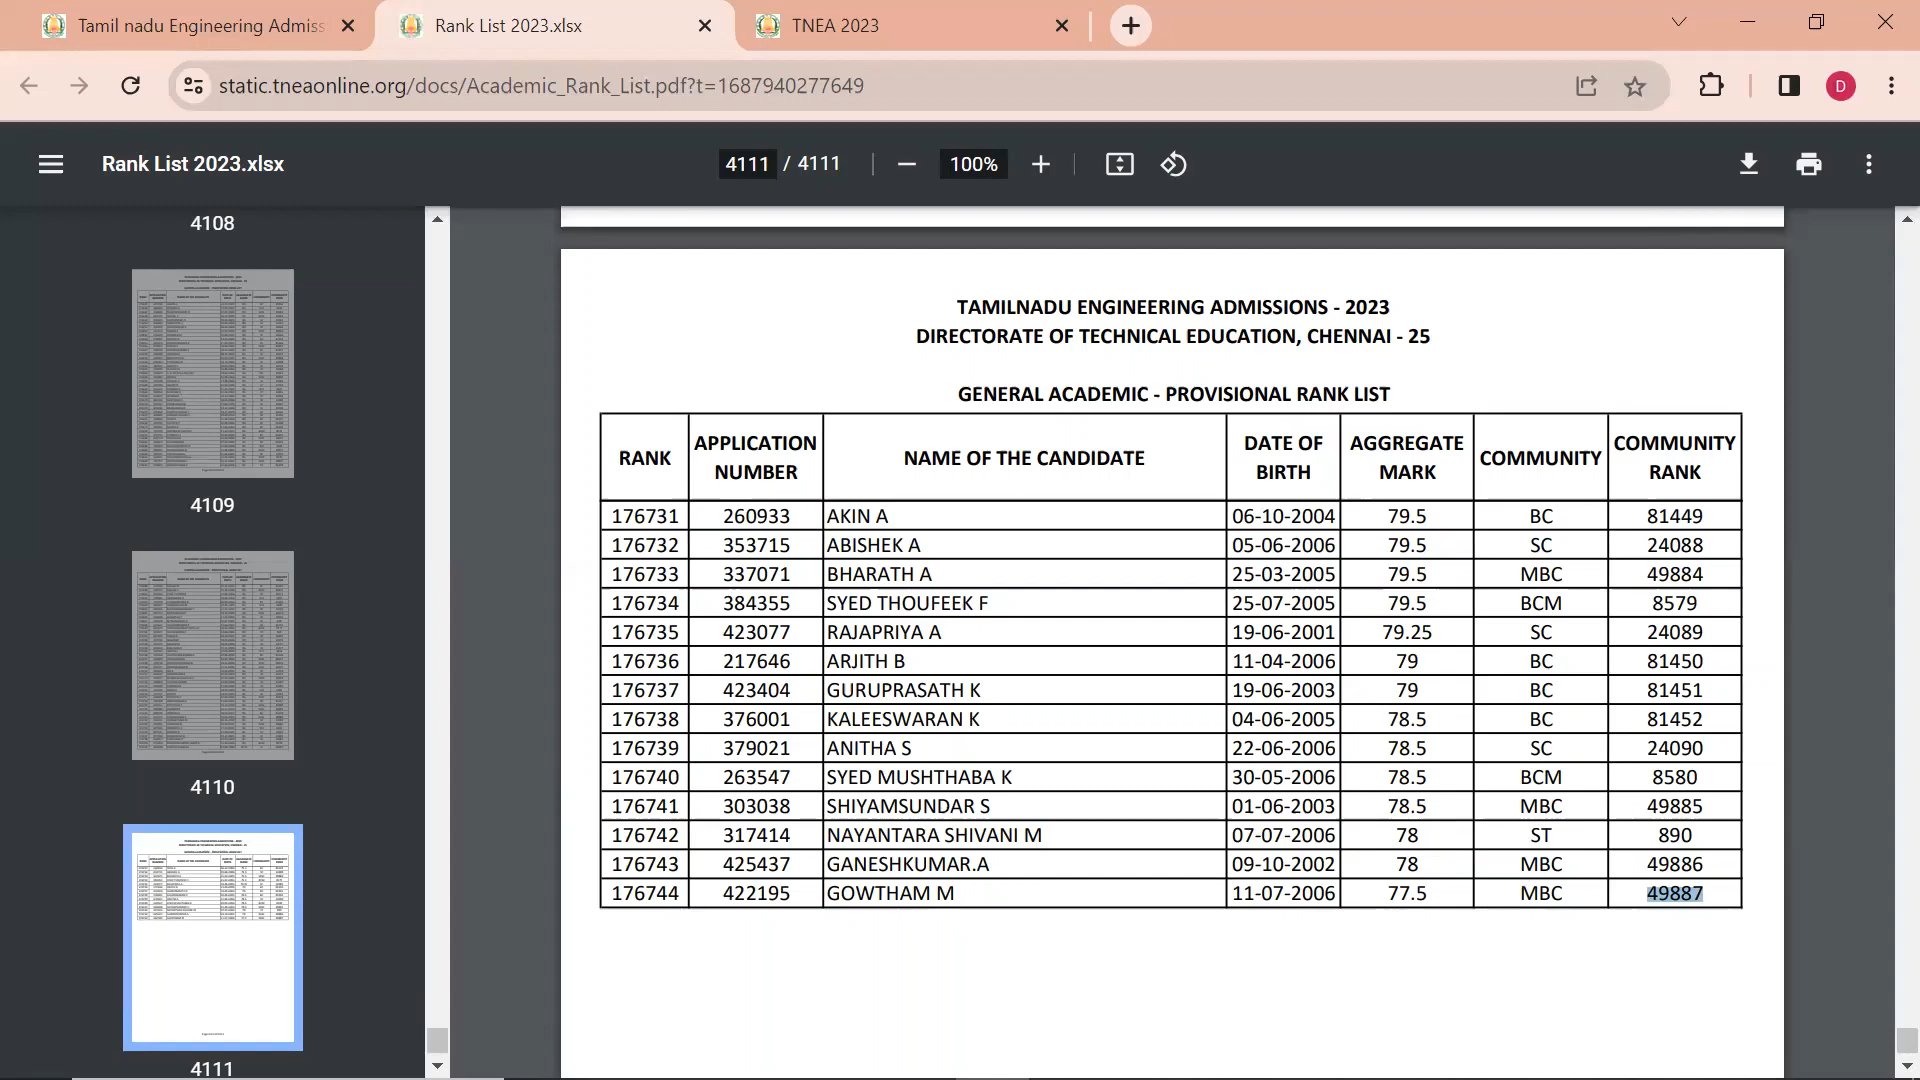 Tamil nadu Engineering Admiss
Rank List 2023.xlsx
TNEA 2023
static.tneaonline.org/docs/Academic_Rank_List.pdf?t=1687940277649
D
Rank List 2023.xlsx
4111 / 4111
100%
4108
4109
4110
4111
TAMILNADU ENGINEERING ADMISSIONS - 2023
DIRECTORATE OF TECHNICAL EDUCATION, CHENNAI - 25
GENERAL ACADEMIC - PROVISIONAL RANK LIST
RANK APPLICATION NUMBER NAME OF THE CANDIDATE DATE OF BIRTH AGGREGATE MARK COMMUNITY COMMUNITY RANK
176731 260933 AKIN A 06-10-2004 79.5 BC 81449
176732 353715 ABISHEK A 05-06-2006 79.5 SC 24088
176733 337071 BHARATH A 25-03-2005 79.5 MBC 49884
176734 384355 SYED THOUFEEK F 25-07-2005 79.5 BCM 8579
176735 423077 RAJAPRIYA A 19-06-2001 79.25 SC 24089
176736 217646 ARJITH B 11-04-2006 79 BC 81450
176737 423404 GURUPRASATH K 19-06-2003 79 BC 81451
176738 376001 KALEESWARAN K 04-06-2005 78.5 BC 81452
176739 379021 ANITHA S 22-06-2006 78.5 SC 24090
176740 263547 SYED MUSHTHABA K 30-05-2006 78.5 BCM 8580
176741 303038 SHIYAMSUNDAR S 01-06-2003 78.5 MBC 49885
176742 317414 NAYANTARA SHIVANI M 07-07-2006 78 ST 890
176743 425437 GANESHKUMAR.A 09-10-2002 78 MBC 49886
176744 422195 GOWTHAM M 11-07-2006 77.5 MBC 49887